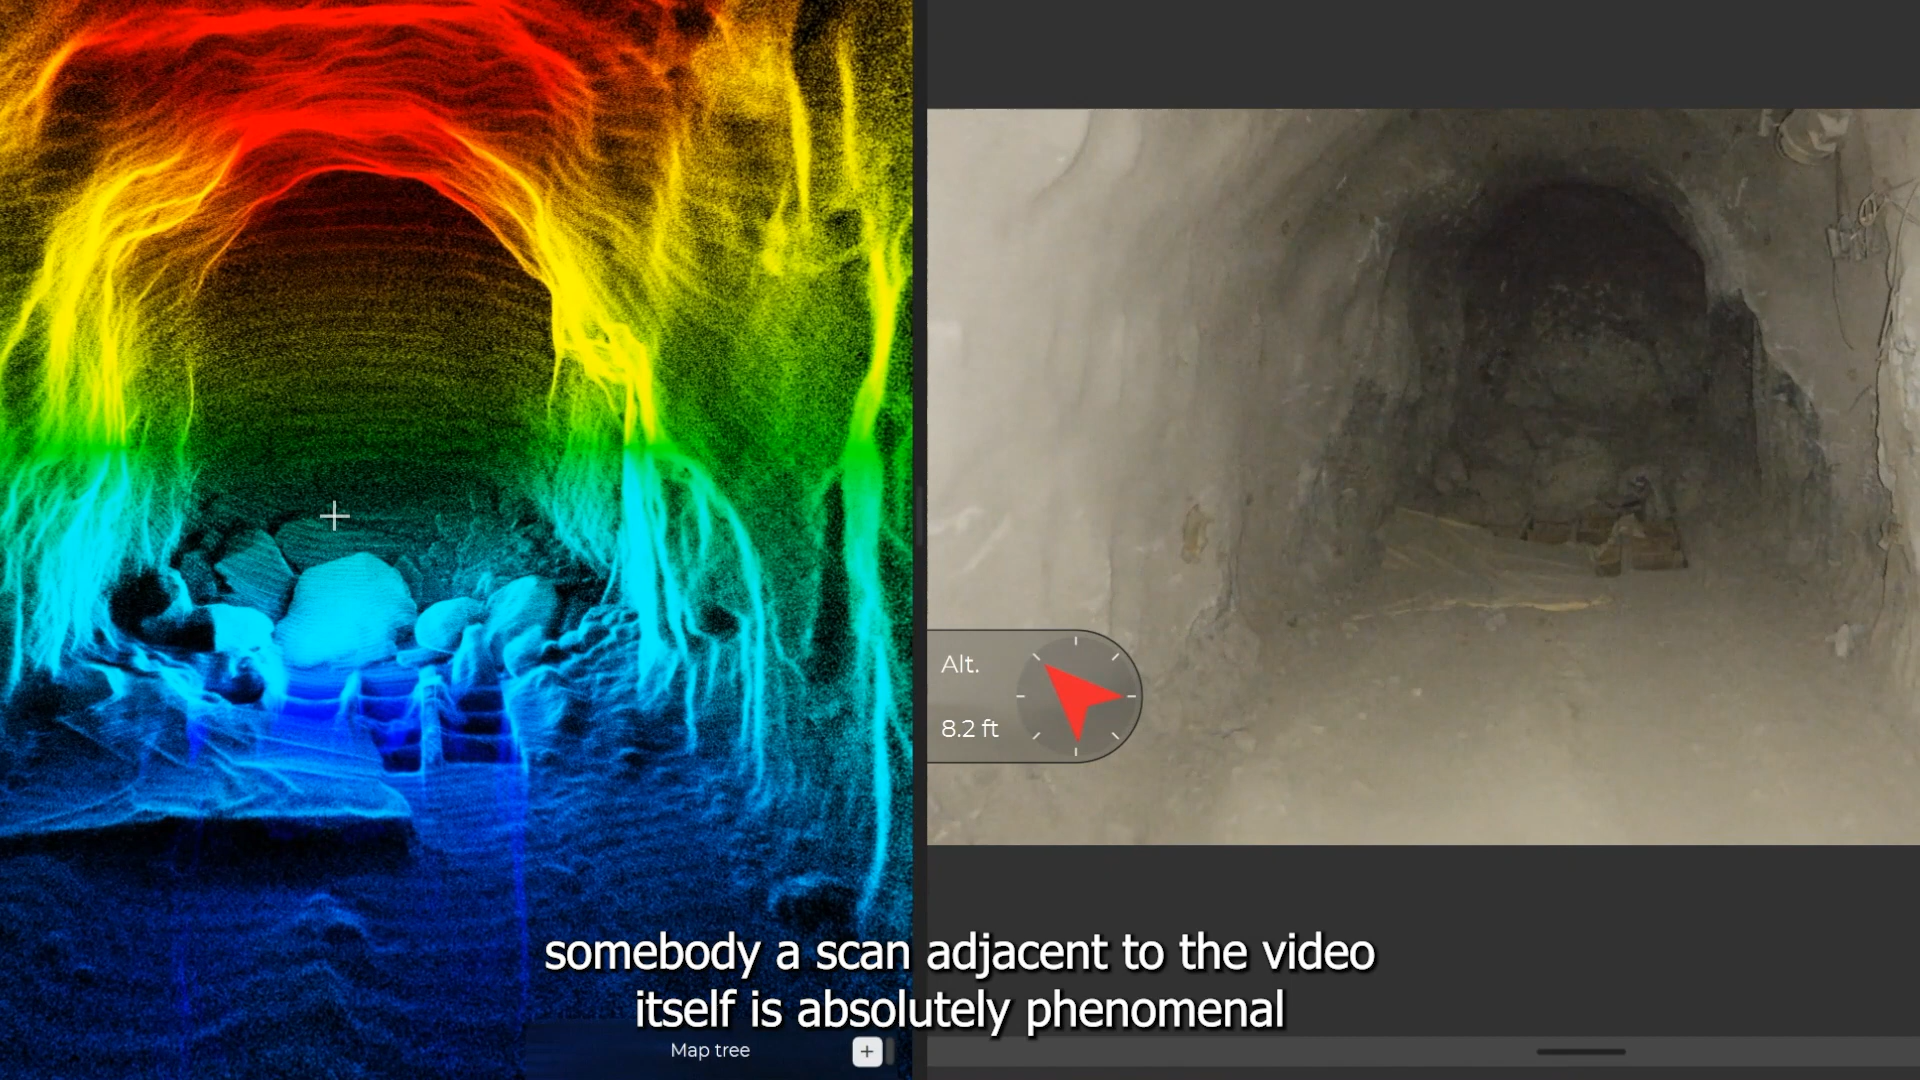 Alt.
8.2 ft
somebody a scan adjacent to the video
itself is absolutely phenomenal
Map tree